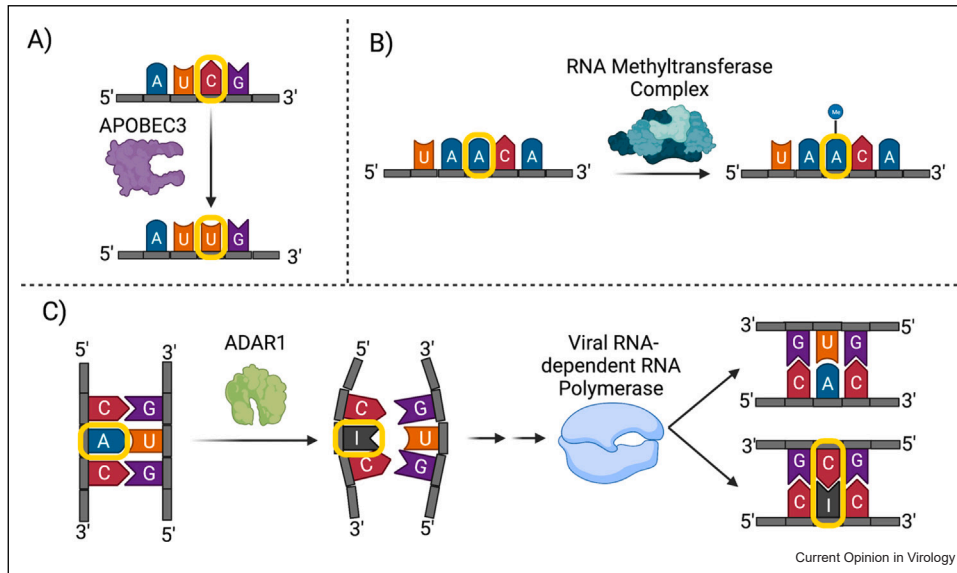 A)
A U C G
5' 3'
APOBEC3
A U U G
5' 3'
B)
RNA Methyltransferase
Complex
Me
U A A C A
5' 3'
U A A C A
5' 3'
C)
5' 3'
C G
A U
C G
3' 5'
ADAR1
5' 3'
C G
I U
C G
3' 5'
Viral RNA-
dependent RNA
Polymerase
3' 5'
G U G
C A C
5' 3'
3' 5'
G C G
C I C
5' 3'
Current Opinion in Virology